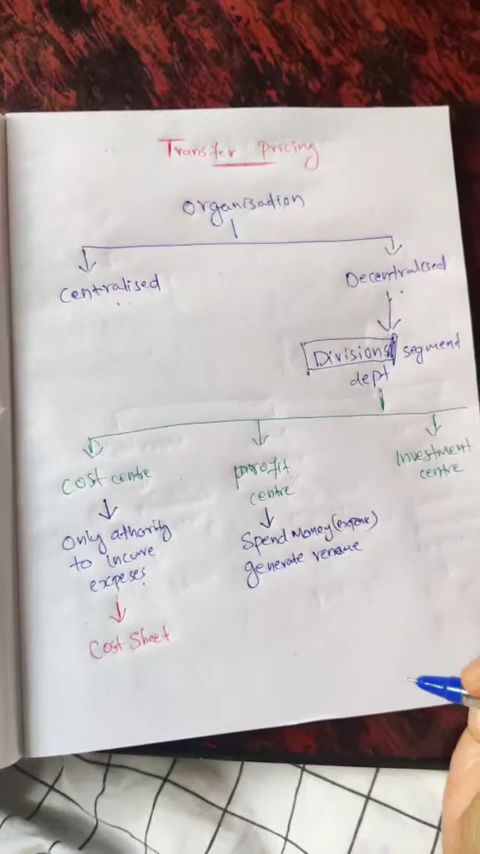 Transfer Pricing
Organisation
Centralised
Decentralised
Divisions segment
dept
Cost centre
profit
centre
Investment
centre
Only athority
to incure
expeses
Spend Money (expense)
generate renue
Cost Sheet